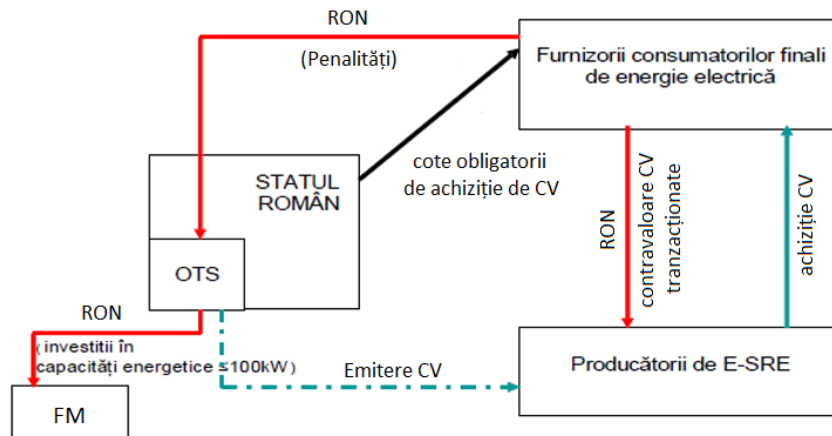 RON
(Penalități)
Furnizorii consumatorilor finali
de energie electrică
STATUL
ROMÂN
cote obligatorii
de achiziție de CV
RON
contravaloare CV
tranzacționate
achiziție CV
OTS
RON
(investitii în
capacități energetice ≤100kW)
Emitere CV
Producătorii de E-SRE
FM